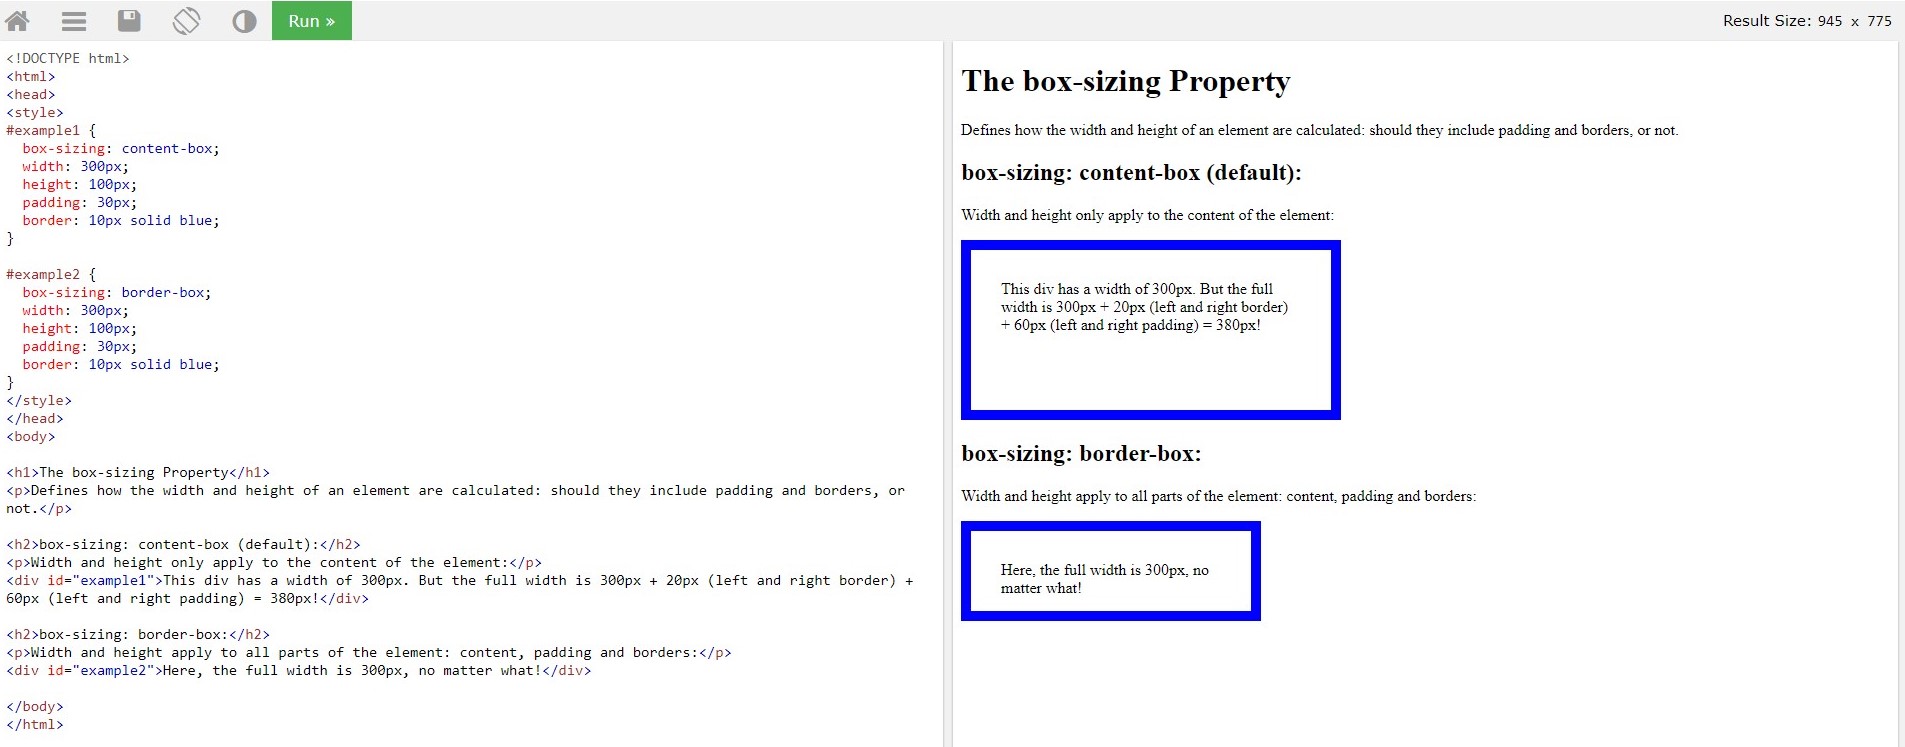 Run »
Result Size: 945 x 775
<!DOCTYPE html>
<html>
<head>
<style>
#example1 {
  box-sizing: content-box;
  width: 300px;
  height: 100px;
  padding: 30px;
  border: 10px solid blue;
}
#example2 {
  box-sizing: border-box;
  width: 300px;
  height: 100px;
  padding: 30px;
  border: 10px solid blue;
}
</style>
</head>
<body>
<h1>The box-sizing Property</h1>
<p>Defines how the width and height of an element are calculated: should they include padding and borders, or
not.</p>
<h2>box-sizing: content-box (default):</h2>
<p>Width and height only apply to the content of the element:</p>
<div id="example1">This div has a width of 300px. But the full width is 300px + 20px (left and right border) +
60px (left and right padding) = 380px!</div>
<h2>box-sizing: border-box:</h2>
<p>Width and height apply to all parts of the element: content, padding and borders:</p>
<div id="example2">Here, the full width is 300px, no matter what!</div>
</body>
</html>
The box-sizing Property
Defines how the width and height of an element are calculated: should they include padding and borders, or not.
box-sizing: content-box (default):
Width and height only apply to the content of the element:
This div has a width of 300px. But the full
width is 300px + 20px (left and right border)
+ 60px (left and right padding) = 380px!
box-sizing: border-box:
Width and height apply to all parts of the element: content, padding and borders:
Here, the full width is 300px, no
matter what!